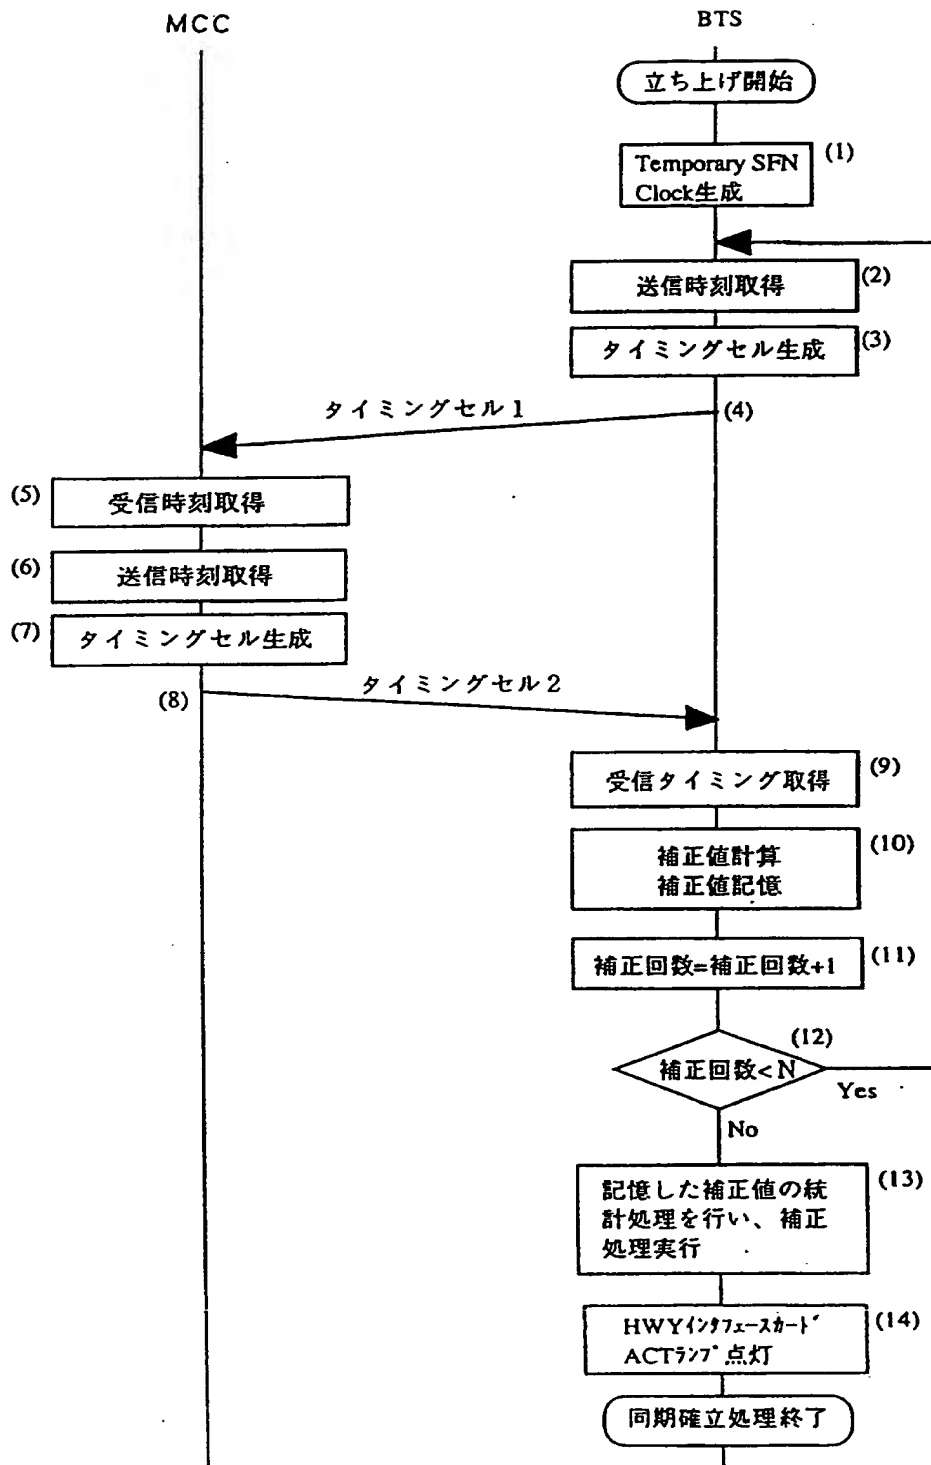 MCC
BTS
立ち上げ開始
Temporary SFN
Clock生成
(1)
送信時刻取得
(2)
タイミングセル生成
(3)
タイミングセル1
(4)
(5)
受信時刻取得
(6)
送信時刻取得
(7)
タイミングセル生成
(8)
タイミングセル2
受信タイミング取得
(9)
補正値計算
補正値記憶
(10)
補正回数=補正回数+1
(11)
(12)
補正回数<N
Yes
No
記憶した補正値の統
計処理を行い、補正
処理実行
(13)
HWYインタフェースカード
ACTランプ点灯
(14)
同期確立処理終了